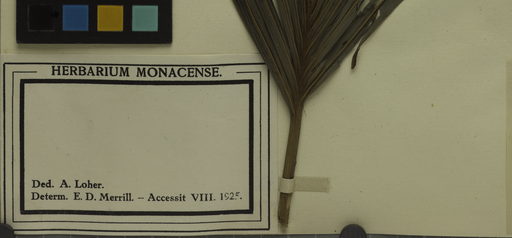 HERBARIUM MONACENSE.
Ded. A. Loher.
Determ. E. D. Merrill. – Accessit VIII. 1925.